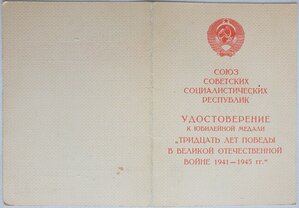 СОЮЗ
СОВЕТСКИХ
СОЦИАЛИСТИЧЕСКИХ
РЕСПУБЛИК
УДОСТОВЕРЕНИЕ
К ЮБИЛЕЙНОЙ МЕДАЛИ
„ТРИДЦАТЬ ЛЕТ ПОБЕДЫ
В ВЕЛИКОЙ ОТЕЧЕСТВЕННОЙ
ВОЙНЕ 1941—1945 гг."